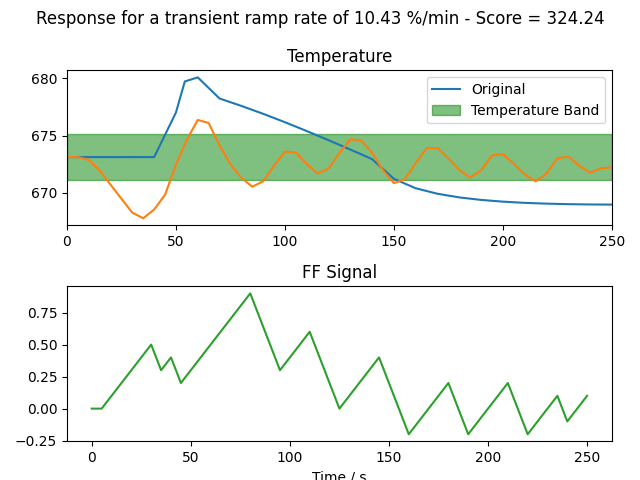 Response for a transient ramp rate of 10.43 %/min - Score = 324.24
Temperature
680
675
670
Original
Temperature Band
0 50 100 150 200 250
FF Signal
0.75
0.50
0.25
0.00
−0.25
0 50 100 150 200 250
Time / s